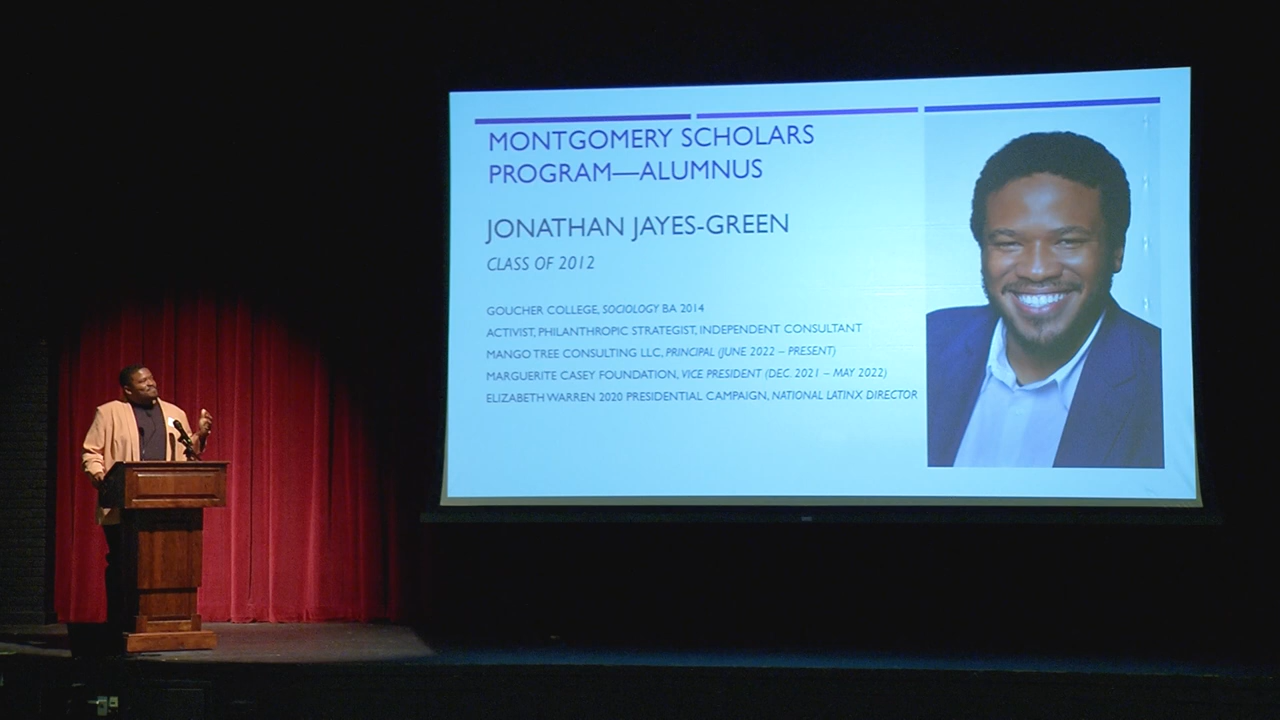 MONTGOMERY SCHOLARS
PROGRAM—ALUMNUS
JONATHAN JAYES-GREEN
CLASS OF 2012
GOUCHER COLLEGE, SOCIOLOGY BA 2014
ACTIVIST, PHILANTHROPIC STRATEGIST, INDEPENDENT CONSULTANT
MANGO TREE CONSULTING LLC, PRINCIPAL (JUNE 2022 – PRESENT)
MARGUERITE CASEY FOUNDATION, VICE PRESIDENT (DEC. 2021 – MAY 2022)
ELIZABETH WARREN 2020 PRESIDENTIAL CAMPAIGN, NATIONAL LATINX DIRECTOR